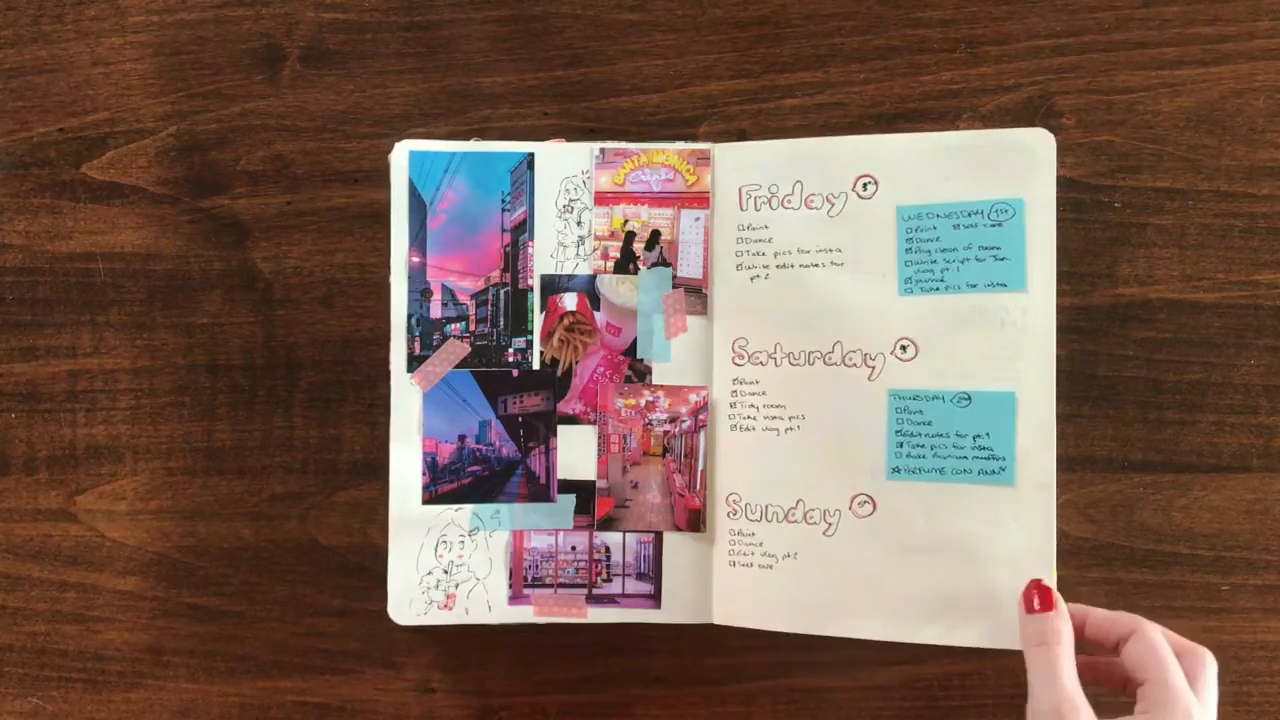 SANTA MONICA
Crepes
Friday 3rd
Paint
Dance
Take pics for insta
Write edit notes for
pt. 2
WEDNESDAY 1st
Paint Self care
Dance
Big clean of room
Write script for Jan.
vlog pt. 1
Journal
Take pics for insta
Saturday 4th
Paint
Dance
Tidy room
Take insta pics
Edit vlog pt.1
THURSDAY 2nd
Paint
Dance
Edit notes for pt.1
Take pics for insta
Bake Banana muffins
PERFUME CON ANN
Sunday 5th
Paint
Dance
Edit vlog pt.2
Self care